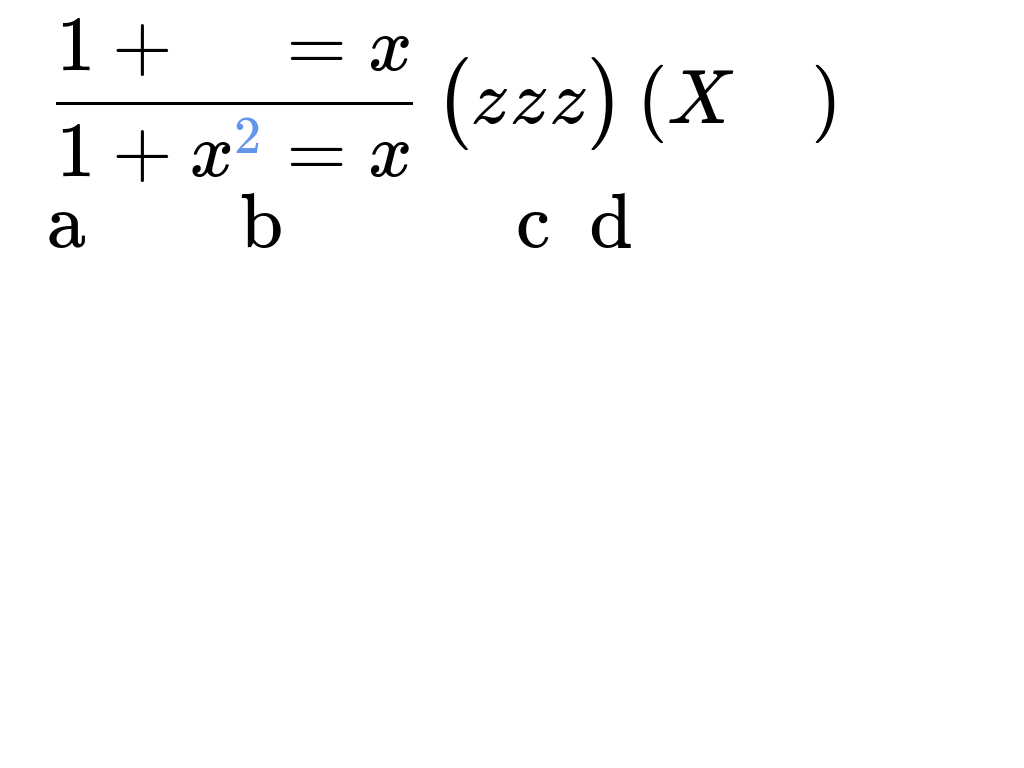 1 + = x
(zzz) (X )
1 + x² = x
a b c d